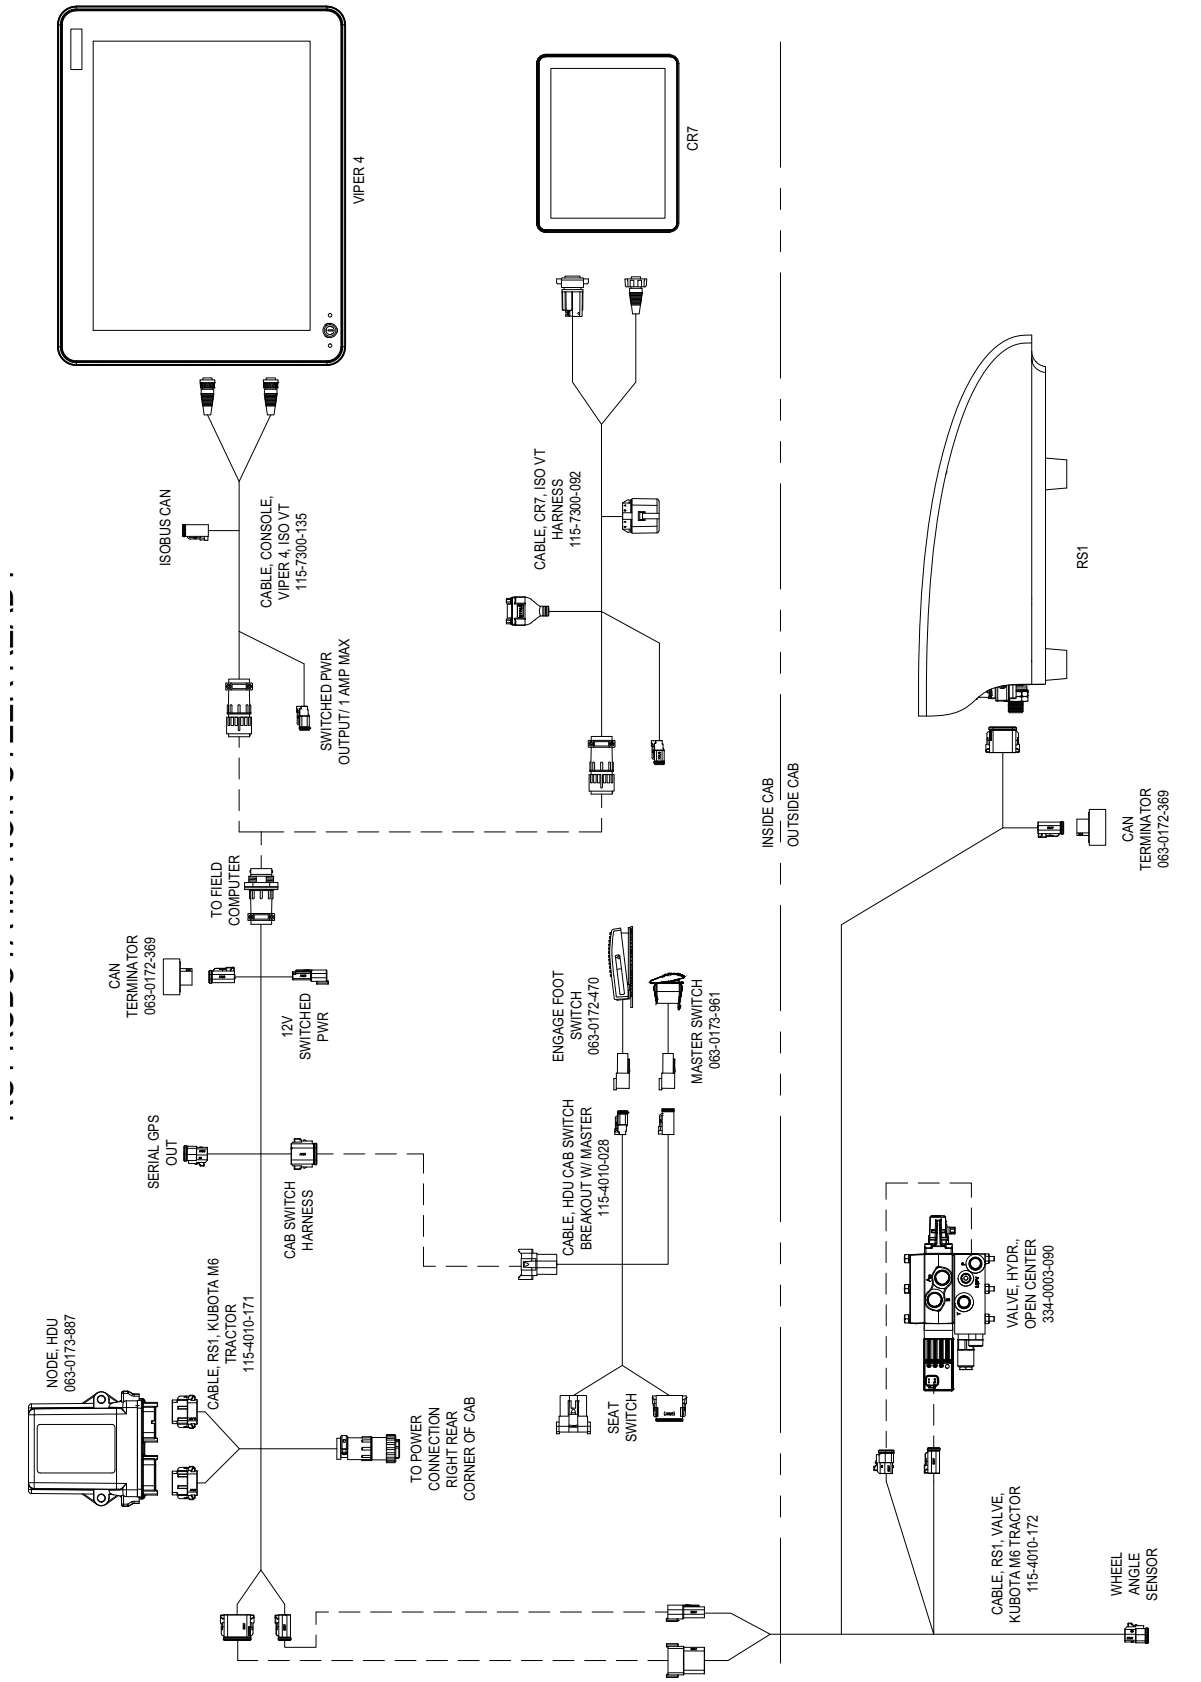 VIPER 4
CR7
ISOBUS CAN
CABLE, CONSOLE,
VIPER 4, ISO VT
115-7300-135
SWITCHED PWR
OUTPUT/ 1 AMP MAX
CABLE, CR7, ISO VT
HARNESS
115-7300-092
INSIDE CAB
OUTSIDE CAB
RS1
CAN
TERMINATOR
063-0172-369
TO FIELD
COMPUTER
CAN
TERMINATOR
063-0172-369
12V
SWITCHED
PWR
ENGAGE FOOT
SWITCH
063-0172-470
MASTER SWITCH
063-0173-961
SERIAL GPS
OUT
CAB SWITCH
HARNESS
CABLE, HDU CAB SWITCH
BREAKOUT W/ MASTER
115-4010-028
NODE, HDU
063-0173-887
CABLE, RS1, KUBOTA M6
TRACTOR
115-4010-171
TO POWER
CONNECTION
RIGHT REAR
CORNER OF CAB
SEAT
SWITCH
VALVE, HYDR.,
OPEN CENTER
334-0003-090
CABLE, RS1, VALVE,
KUBOTA M6 TRACTOR
115-4010-172
WHEEL
ANGLE
SENSOR